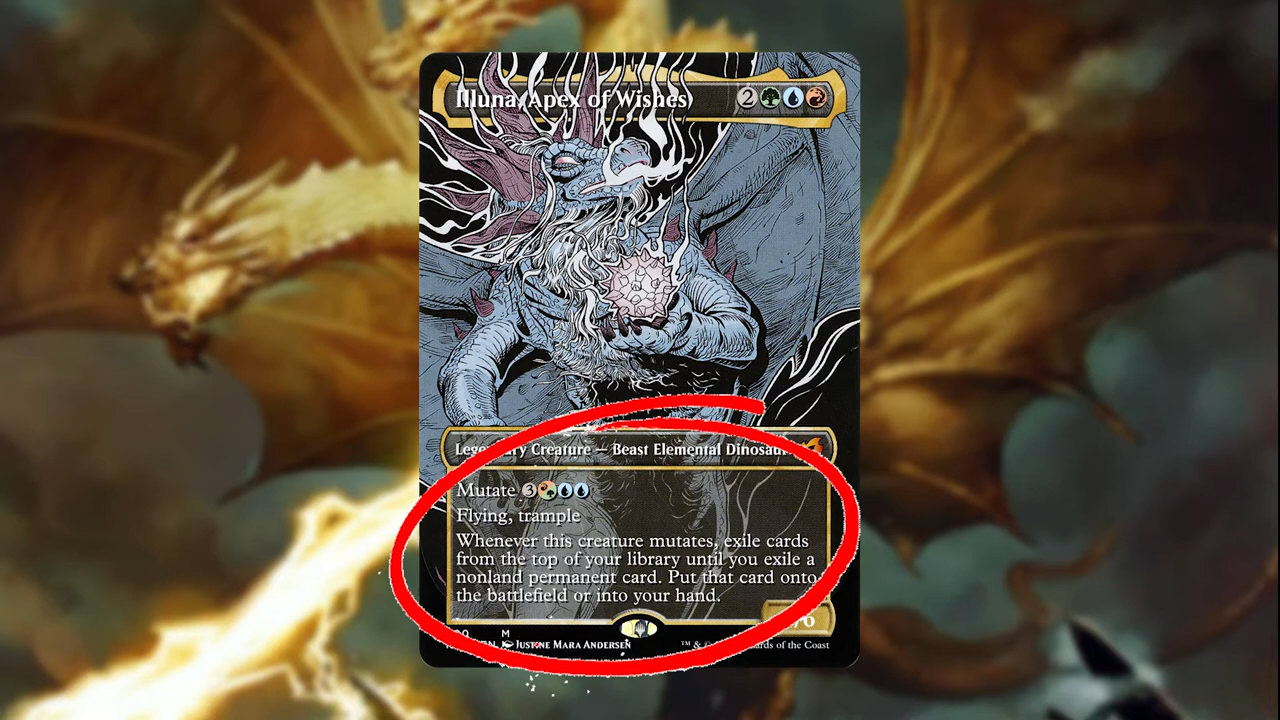 Illuna, Apex of Wishes 2
Legendary Creature — Beast Elemental Dinosaur
Mutate 3
Flying, trample
Whenever this creature mutates, exile cards
from the top of your library until you exile a
nonland permanent card. Put that card onto
the battlefield or into your hand.
/6
M
Justine Mara Andersen ™ & of the Coast